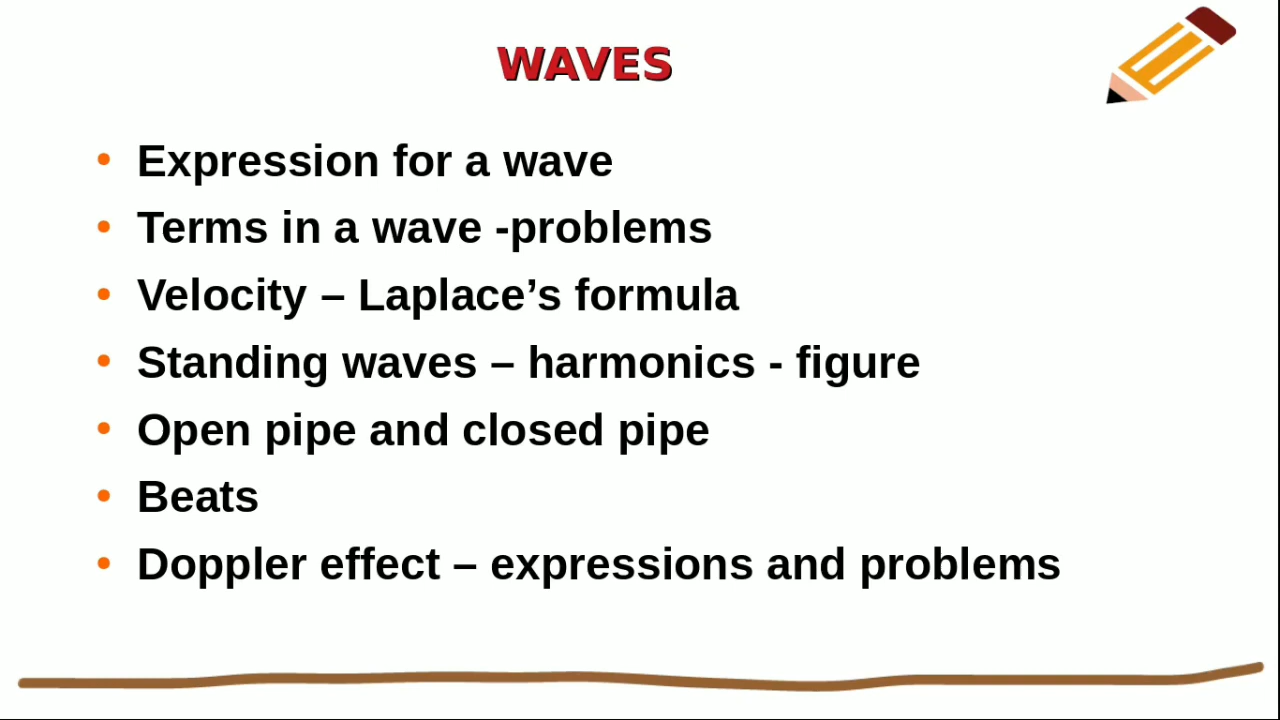 WAVES
• Expression for a wave
• Terms in a wave -problems
• Velocity – Laplace’s formula
• Standing waves – harmonics - figure
• Open pipe and closed pipe
• Beats
• Doppler effect – expressions and problems